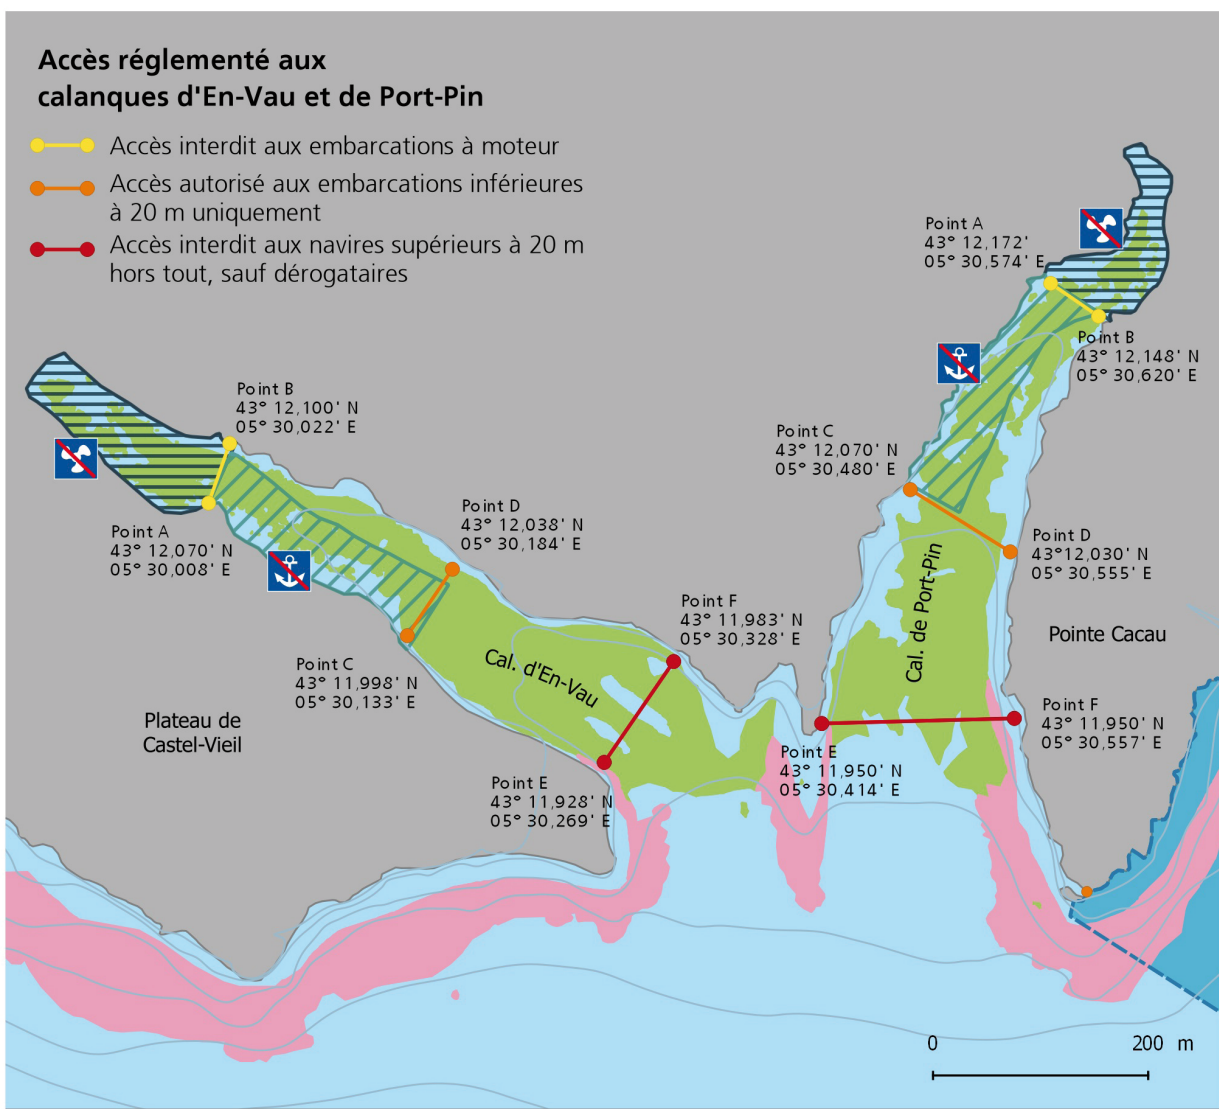 Accès réglementé aux
calanques d'En-Vau et de Port-Pin
Accès interdit aux embarcations à moteur
Accès autorisé aux embarcations inférieures
à 20 m uniquement
Accès interdit aux navires supérieurs à 20 m
hors tout, sauf dérogataires
Point A
43° 12,172'
05° 30,574' E
Point B
43° 12,148' N
05° 30,620' E
Point B
43° 12,100' N
05° 30,022' E
Point C
43° 12,070' N
05° 30,480' E
Point D
43° 12,038' N
05° 30,184' E
Point A
43° 12,070' N
05° 30,008' E
Point D
43°12,030' N
05° 30,555' E
Cal. de Port-Pin
Point F
43° 11,983' N
05° 30,328' E
Pointe Cacau
Cal. d'En-Vau
Point C
43° 11,998' N
05° 30,133' E
Plateau de
Castel-Vieil
Point F
43° 11,950' N
05° 30,557' E
Point E
43° 11,950' N
05° 30,414' E
Point E
43° 11,928' N
05° 30,269' E
0 200 m